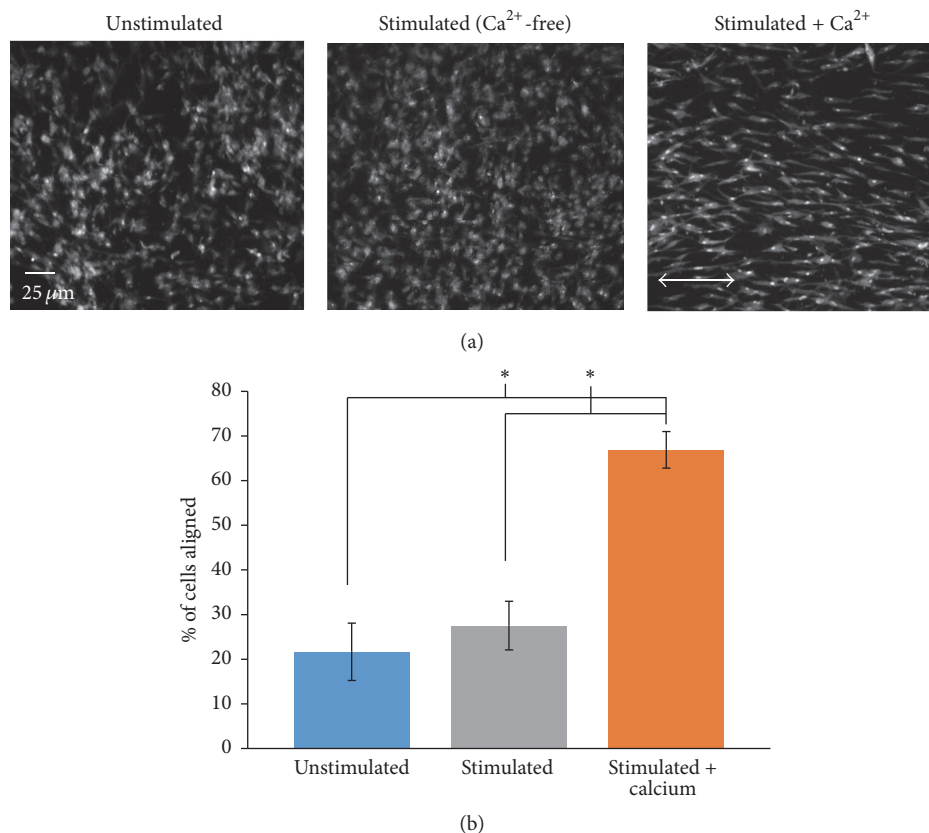 Unstimulated
Stimulated (Ca²⁺-free)
Stimulated + Ca²⁺
25 μm
(a)
* *
80
70
60
50
40
30
20
10
0
% of cells aligned
Unstimulated
Stimulated
Stimulated +
calcium
(b)